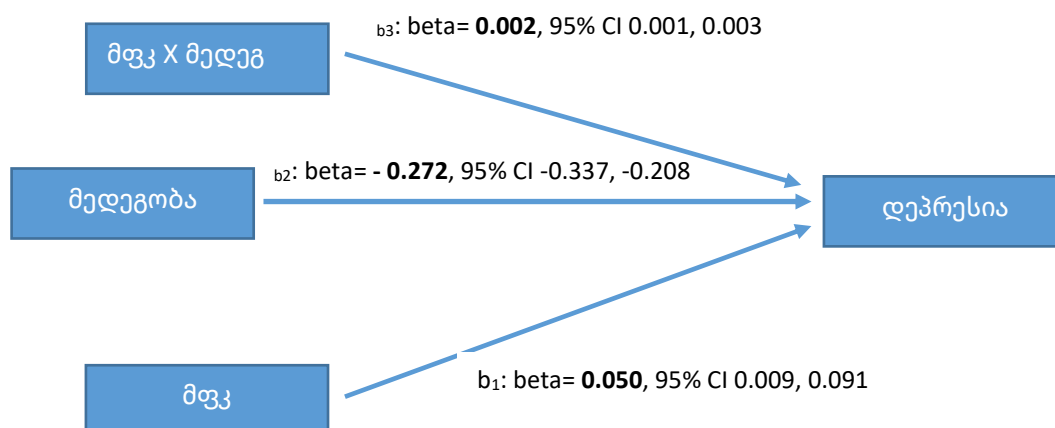 b3: beta= 0.002, 95% CI 0.001, 0.003
მფკ X მედეგ
b2: beta= - 0.272, 95% CI -0.337, -0.208
მედეგობა
დეპრესია
b1: beta= 0.050, 95% CI 0.009, 0.091
მფკ